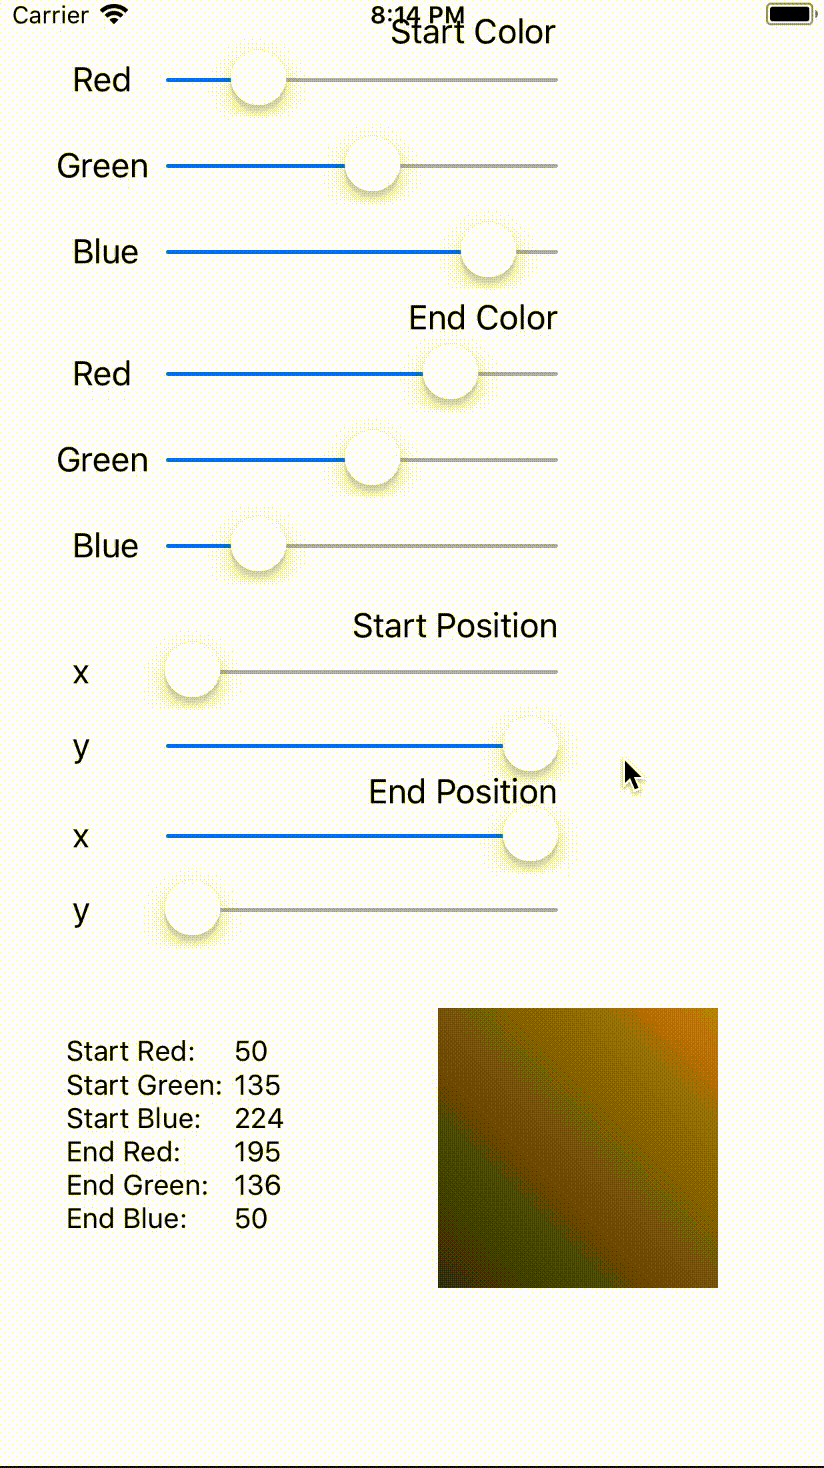 Carrier 8:14 PM
Start Color
Red
Green
Blue
End Color
Red
Green
Blue
Start Position
x
y
End Position
x
y
Start Red: 50
Start Green: 135
Start Blue: 224
End Red: 195
End Green: 136
End Blue: 50